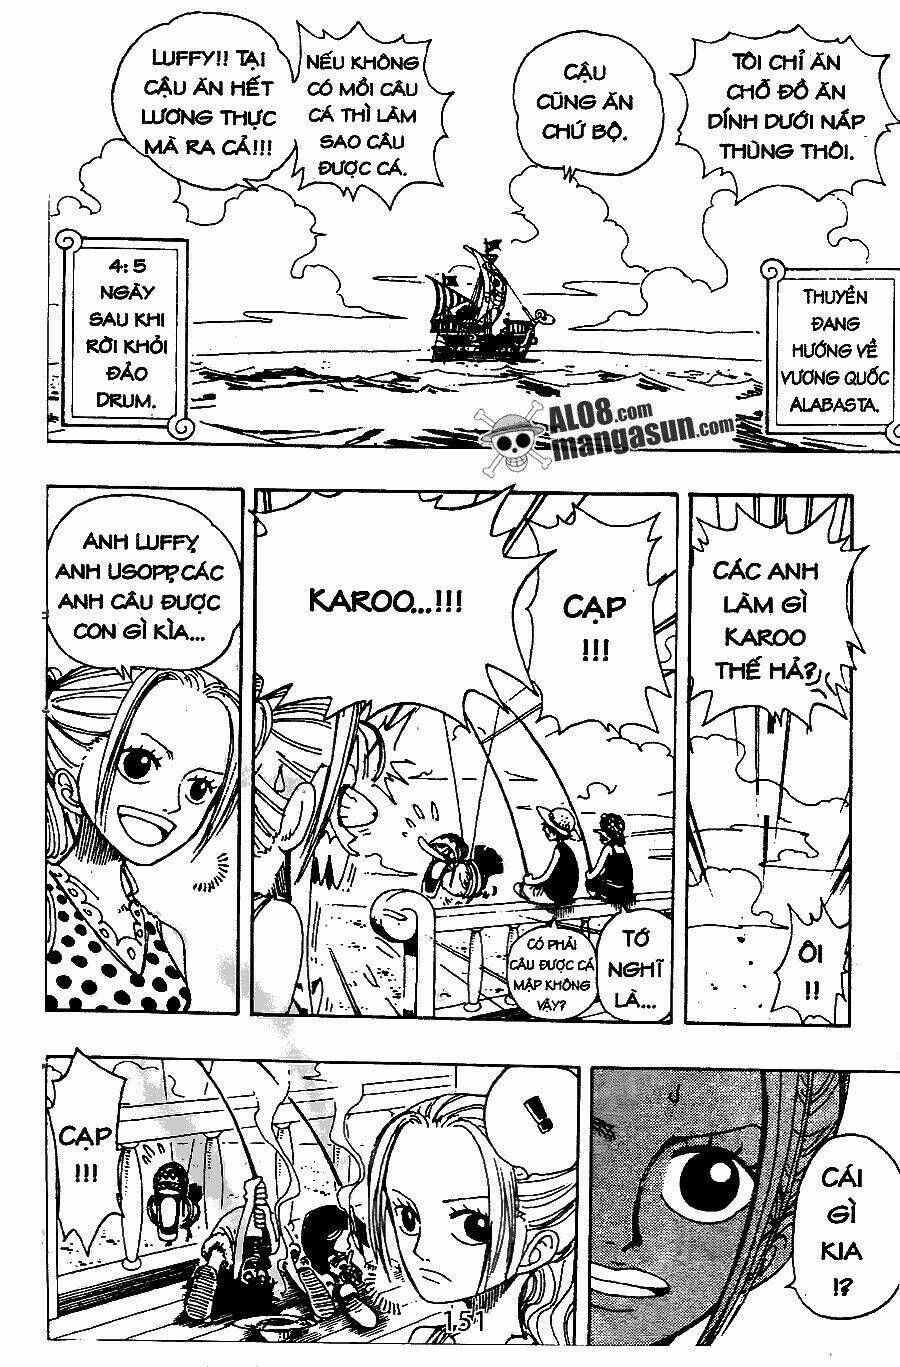 LUFFY!! TẠI
CẬU ĂN HẾT
LƯƠNG THỰC
MÀ RA CẢ!!!
NẾU KHÔNG
CÓ MỒI CÂU
CÁ THÌ LÀM
SAO CÂU
ĐƯỢC CÁ.
CẬU
CŨNG ĂN
CHỨ BỘ.
TÔI CHỈ ĂN
CHỖ ĐỒ ĂN
DÍNH DƯỚI NẮP
THÙNG THÔI.
4:5
NGÀY
SAU KHI
RỜI KHỎI
ĐẢO
DRUM.
THUYỀN
ĐANG
HƯỚNG VỀ
VƯƠNG QUỐC
ALABASTA.
ALO8.com
mangasun.com
ANH LUFFY,
ANH USOPP, CÁC
ANH CÂU ĐƯỢC
CON GÌ KÌA...
KAROO...!!!
CẠP
!!!
CÁC ANH
LÀM GÌ
KAROO
THẾ HẢ?
CÓ PHẢI
CÂU ĐƯỢC CÁ
MẬP KHÔNG
VẬY?
TỚ
NGHĨ
LÀ...
ÔI
!!
CẠP
!!!
!
CÁI
GÌ
KIA
!?
151